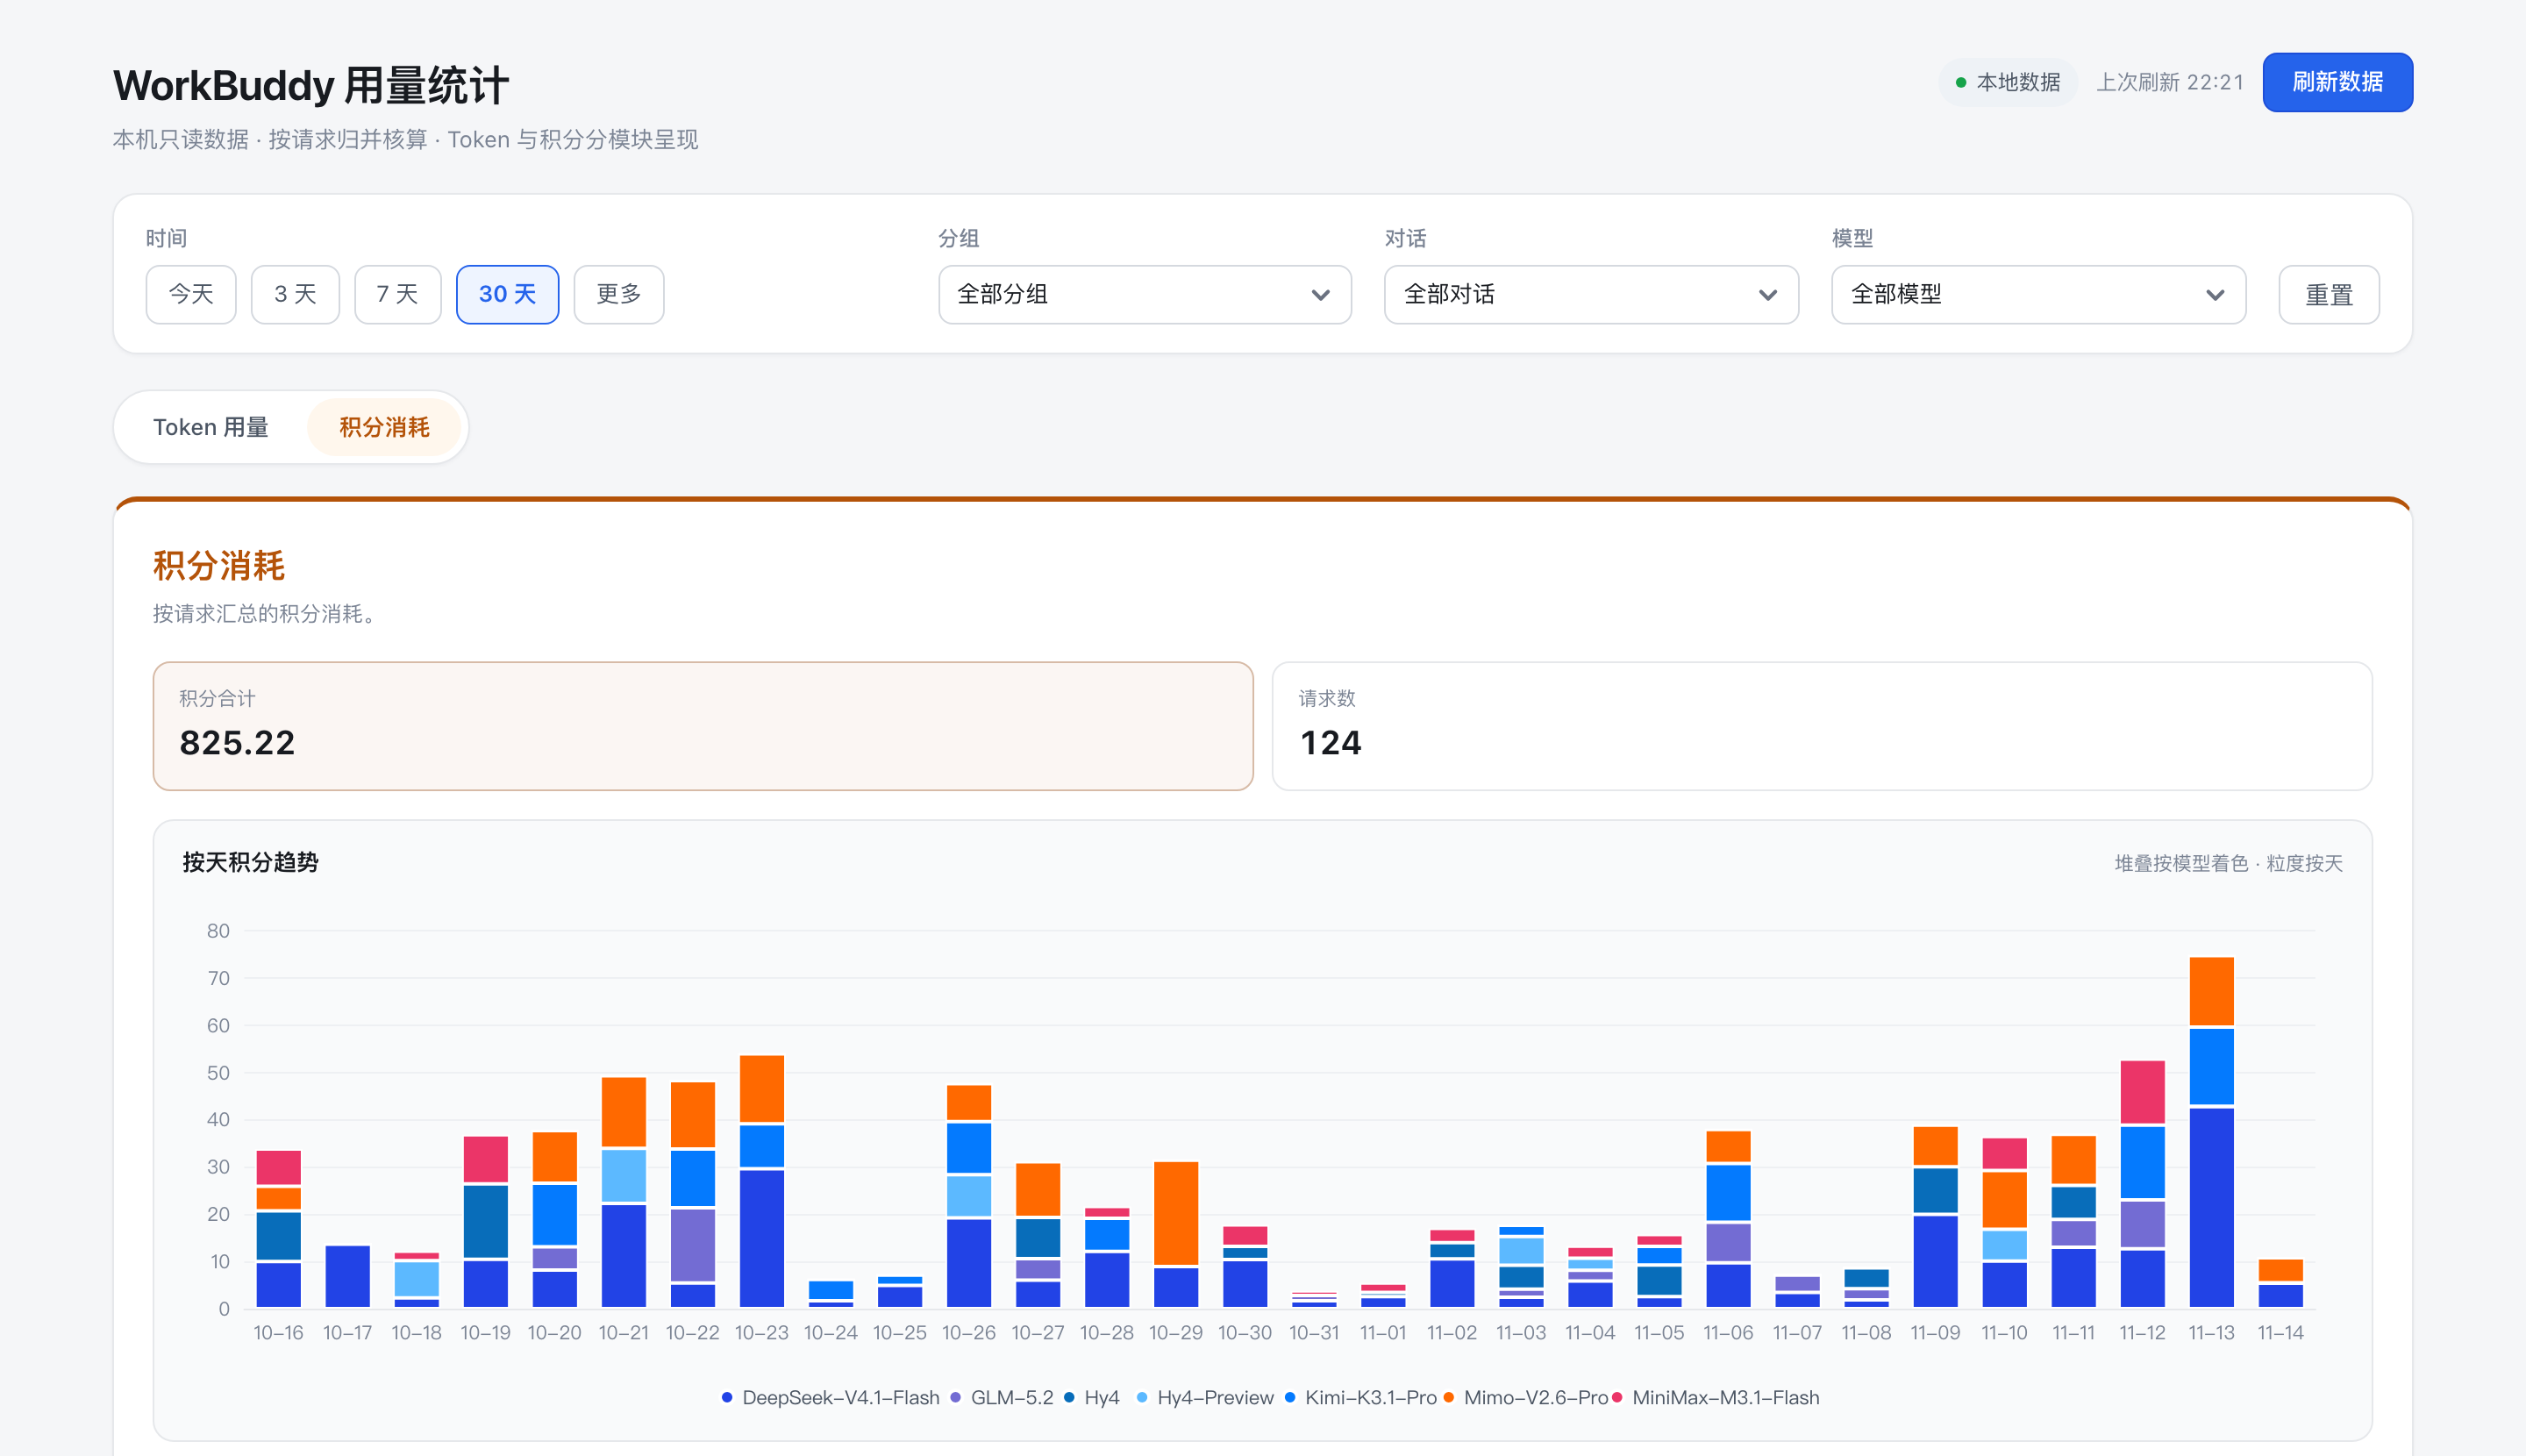 WorkBuddy 用量统计
本地数据
上次刷新 22:21
刷新数据
本机只读数据 · 按请求归并核算 · Token 与积分分模块呈现
时间
分组
对话
模型
今天
3 天
7 天
30 天
更多
全部分组
全部对话
全部模型
重置
Token 用量
积分消耗
积分消耗
按请求汇总的积分消耗。
积分合计
825.22
请求数
124
按天积分趋势
堆叠按模型着色 · 粒度按天
80
70
60
50
40
30
20
10
0
10-16 10-17 10-18 10-19 10-20 10-21 10-22 10-23 10-24 10-25 10-26 10-27 10-28 10-29 10-30 10-31 11-01 11-02 11-03 11-04 11-05 11-06 11-07 11-08 11-09 11-10 11-11 11-12 11-13 11-14
DeepSeek-V4.1-Flash GLM-5.2 Hy4 Hy4-Preview Kimi-K3.1-Pro Mimo-V2.6-Pro MiniMax-M3.1-Flash